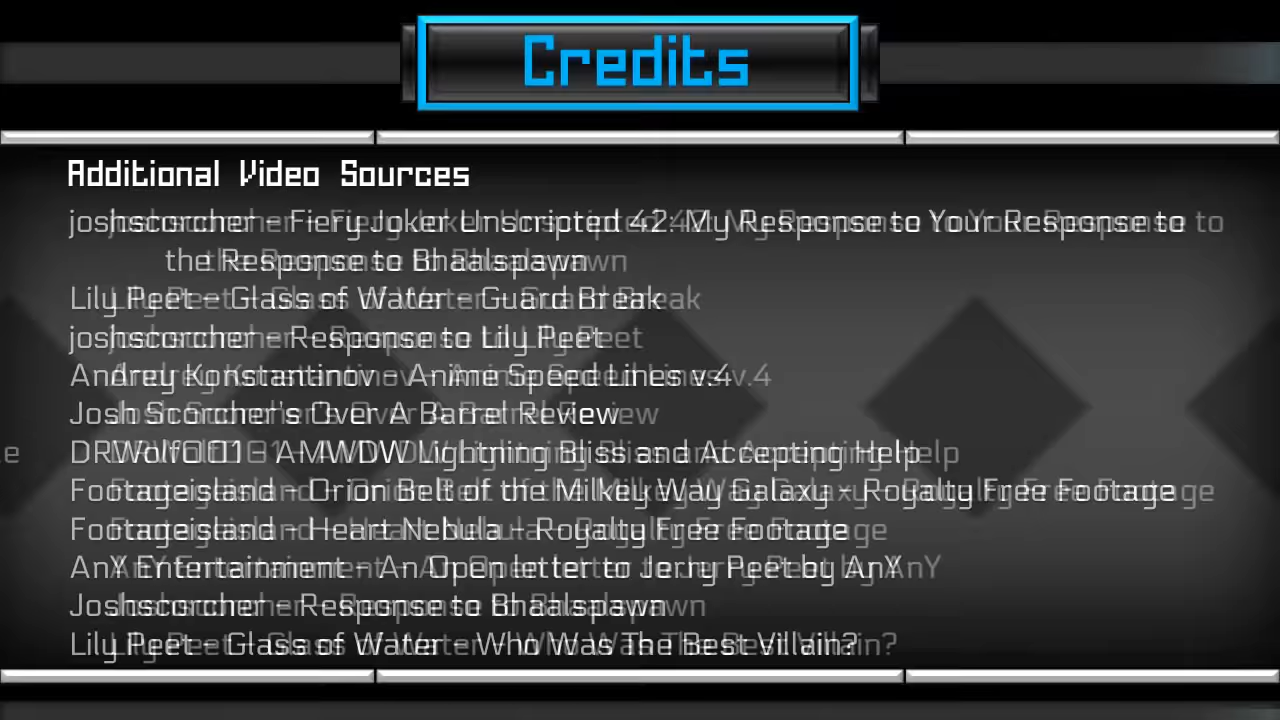 Credits
Additional Video Sources
joshscorcher - Fiery Joker Unscripted 42: My Response to Your Response to
the Response to Bhaalspawn
Lily Peet - Glass of Water - Guard Break
joshscorcher - Response to Lily Peet
Andrey Konstantinov - Anime Speed Lines v.4
Josh Scorcher's Over A Barrel Review
DRWolf001 - AMWDW Lightning Bliss and Accepting Help
Footageisland - Orion Belt of the Milkey Way Galaxy - Royalty Free Footage
Footageisland - Heart Nebula - Royalty Free Footage
AnY Entertainment - An Open letter to Jerry Peet by AnY
Joshscorcher - Response to Bhaalspawn
Lily Peet - Glass of Water - Who Was The Best Villain?